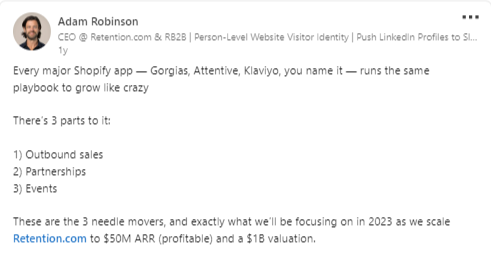 Adam Robinson
CEO @ Retention.com & RB2B | Person-Level Website Visitor Identity | Push LinkedIn Profiles to Sl...
1y
Every major Shopify app — Gorgias, Attentive, Klaviyo, you name it — runs the same
playbook to grow like crazy
There's 3 parts to it:
1) Outbound sales
2) Partnerships
3) Events
These are the 3 needle movers, and exactly what we'll be focusing on in 2023 as we scale
Retention.com to $50M ARR (profitable) and a $1B valuation.